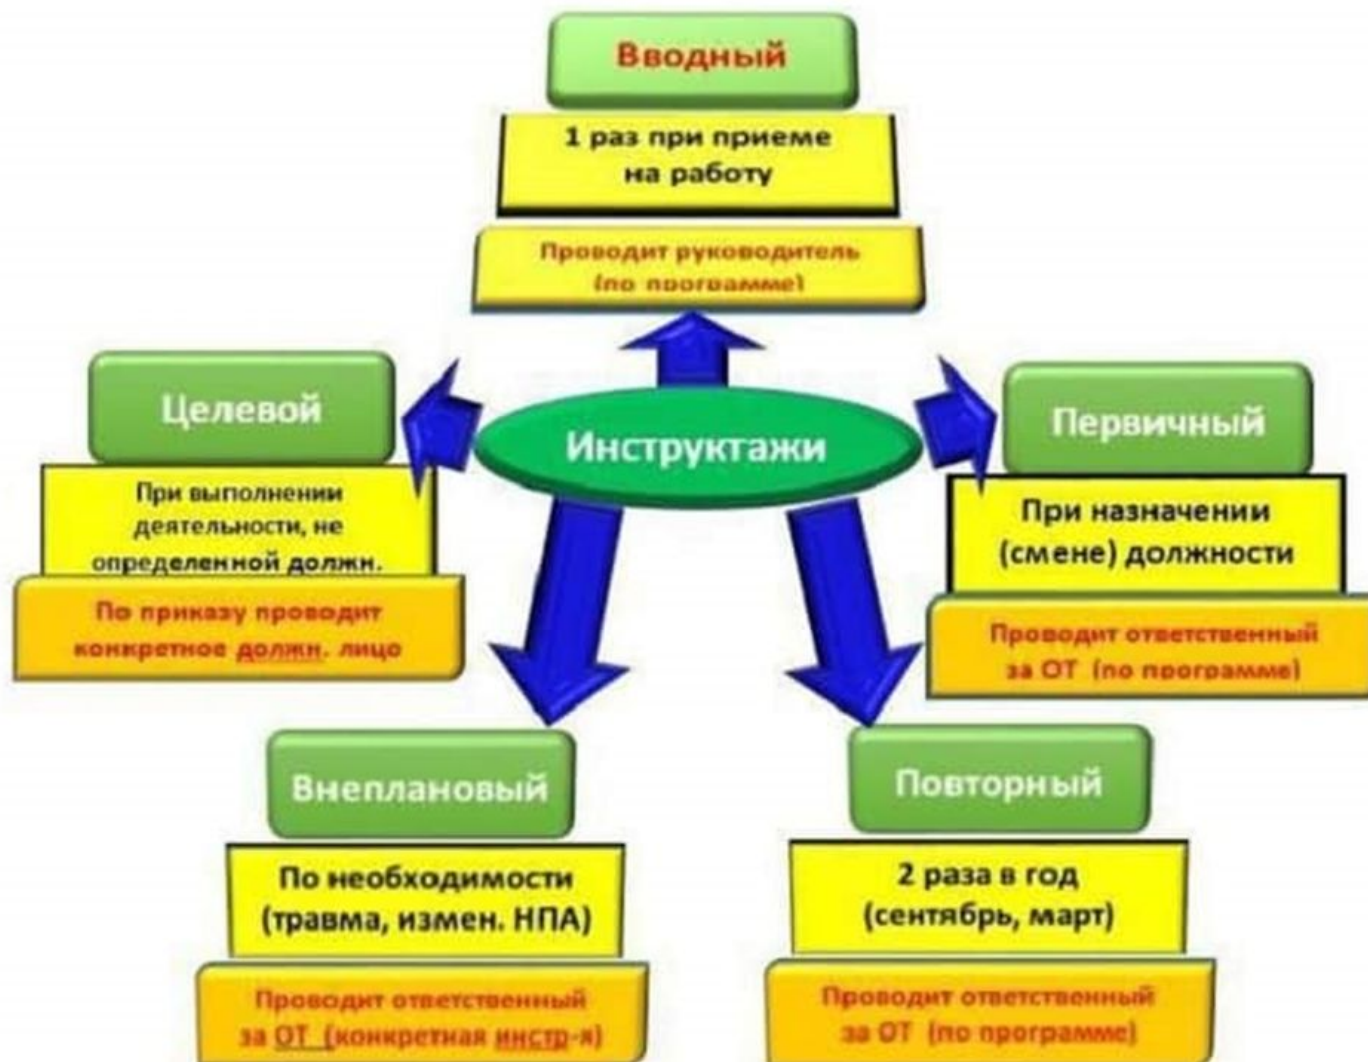 Вводный
1 раз при приеме
на работу
Проводит руководитель
(по программе)
Инструктажи
Целевой
При выполнении
деятельности, не
определенной должн.
По приказу проводит
конкретное должн. лицо
Первичный
При назначении
(смене) должности
Проводит ответственный
за ОТ (по программе)
Внеплановый
По необходимости
(травма, измен. НПА)
Проводит ответственный
за ОТ (конкретная инстр-я)
Повторный
2 раза в год
(сентябрь, март)
Проводит ответственный
за ОТ (по программе)